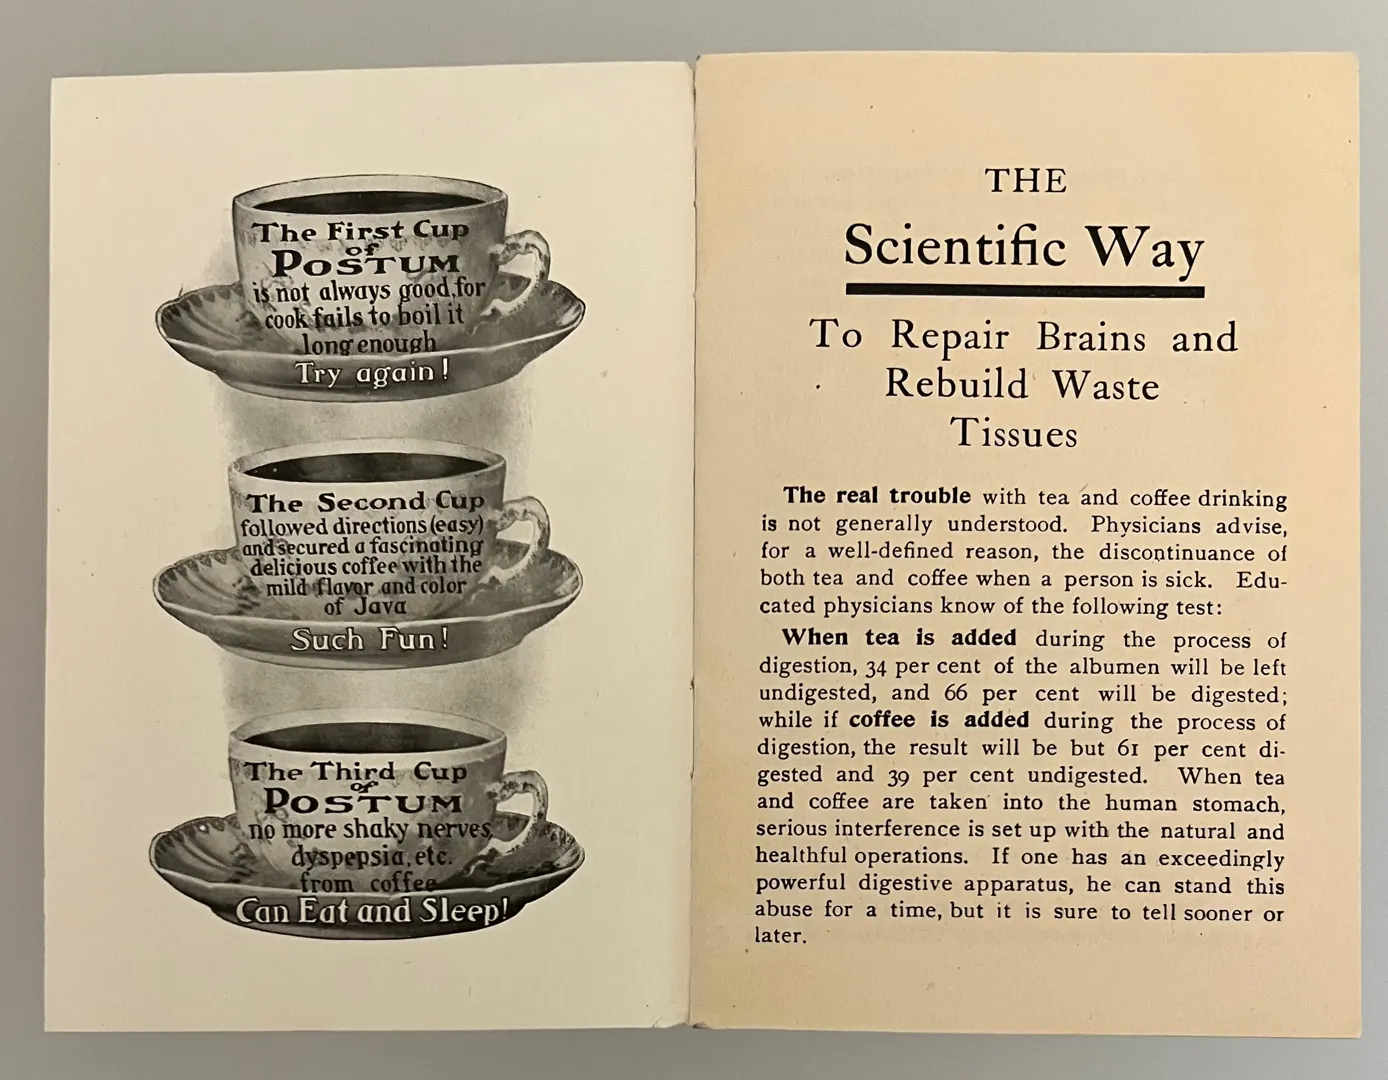 The First Cup
of
POSTUM
is not always good, for
cook fails to boil it
long enough
Try again!
The Second Cup
followed directions (easy)
and secured a fascinating
delicious coffee with the
mild flavor and color
of Java
Such Fun!
The Third Cup
of
POSTUM
no more shaky nerves,
dyspepsia, etc.
from coffee
Can Eat and Sleep!
THE
Scientific Way
To Repair Brains and
Rebuild Waste
Tissues
The real trouble with tea and coffee drinking
is not generally understood. Physicians advise,
for a well-defined reason, the discontinuance of
both tea and coffee when a person is sick. Edu-
cated physicians know of the following test:
When tea is added during the process of
digestion, 34 per cent of the albumen will be left
undigested, and 66 per cent will be digested;
while if coffee is added during the process of
digestion, the result will be but 61 per cent di-
gested and 39 per cent undigested. When tea
and coffee are taken into the human stomach,
serious interference is set up with the natural and
healthful operations. If one has an exceedingly
powerful digestive apparatus, he can stand this
abuse for a time, but it is sure to tell sooner or
later.